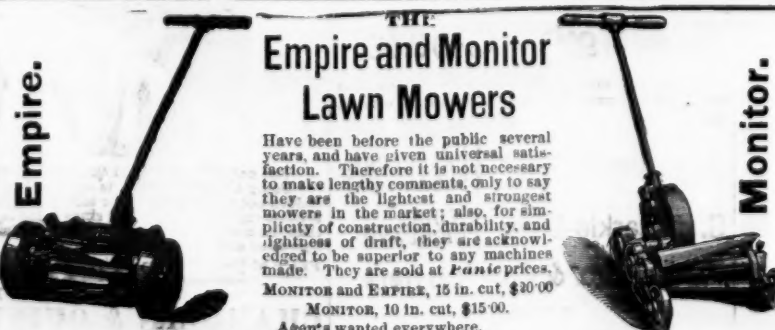 Empire.
THE
Empire and Monitor
Lawn Mowers
Have been before the public several
years, and have given universal satis-
faction. Therefore it is not necessary
to make lengthy comments, only to say
they are the lightest and strongest
mowers in the market; also, for sim-
plicity of construction, durability, and
lightness of draft, they are acknowl-
edged to be superior to any machines
made. They are sold at Panic prices.
MONITOR and EMPIRE, 15 in. cut, $20·00
MONITOR, 10 in. cut, $15·00.
Agents wanted everywhere.
Monitor.